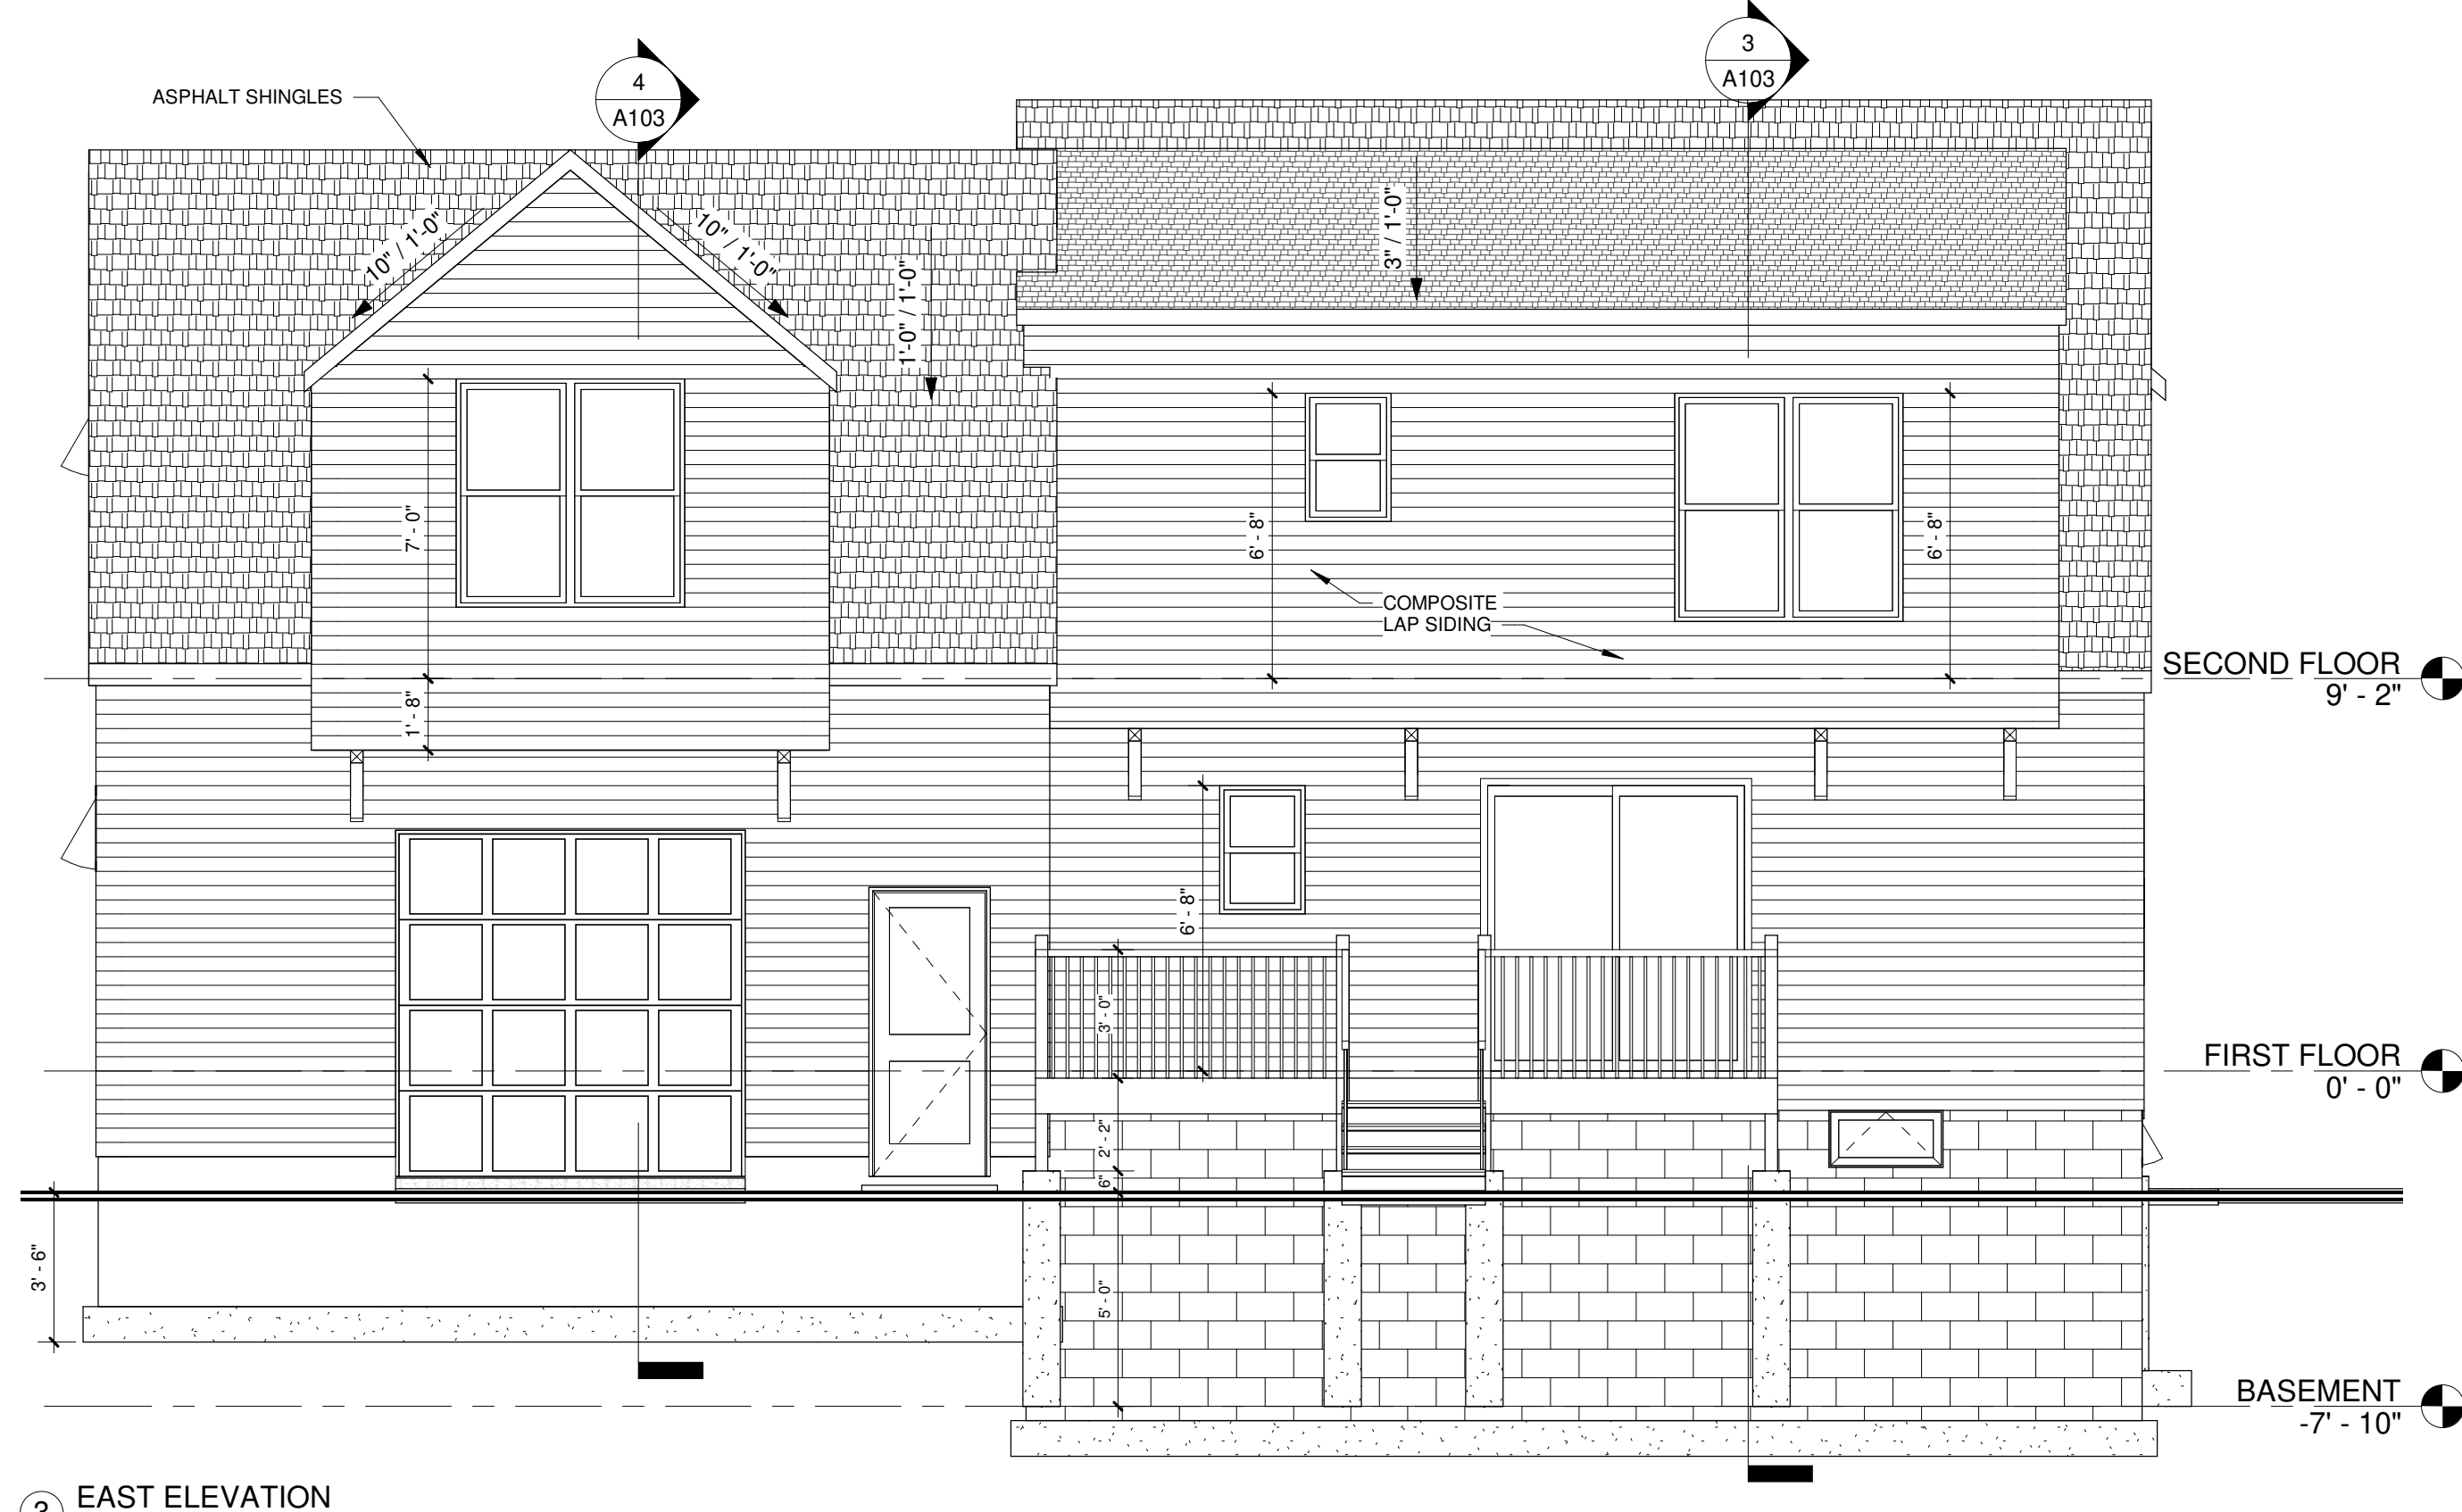 3
A103
4
A103
ASPHALT SHINGLES
10" / 1'-0"
10" / 1'-0"
1'-0" / 1'-0"
3" / 1'-0"
7' - 0"
6' - 8"
6' - 8"
COMPOSITE
LAP SIDING
SECOND FLOOR
9' - 2"
1' - 8"
6' - 8"
3' - 0"
FIRST FLOOR
0' - 0"
2' - 2"
6"
3' - 6"
5' - 0"
BASEMENT
-7' - 10"
3
EAST ELEVATION